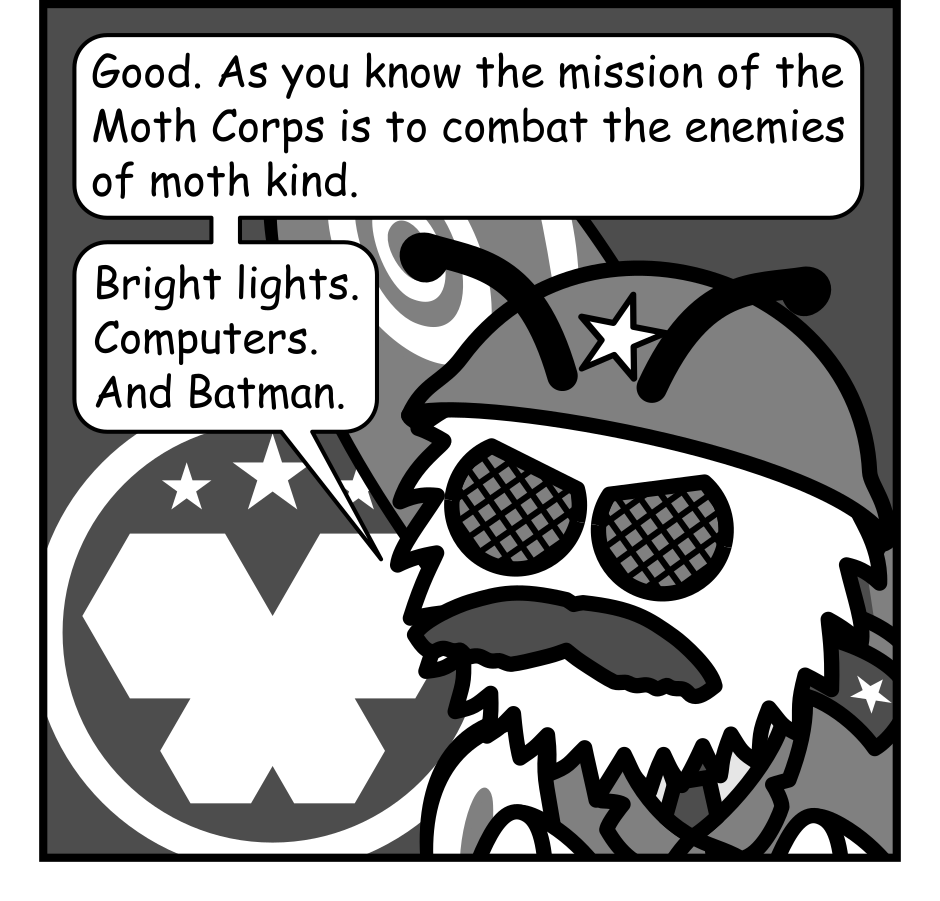 Good. As you know the mission of the
Moth Corps is to combat the enemies
of moth kind.
Bright lights.
Computers.
And Batman.